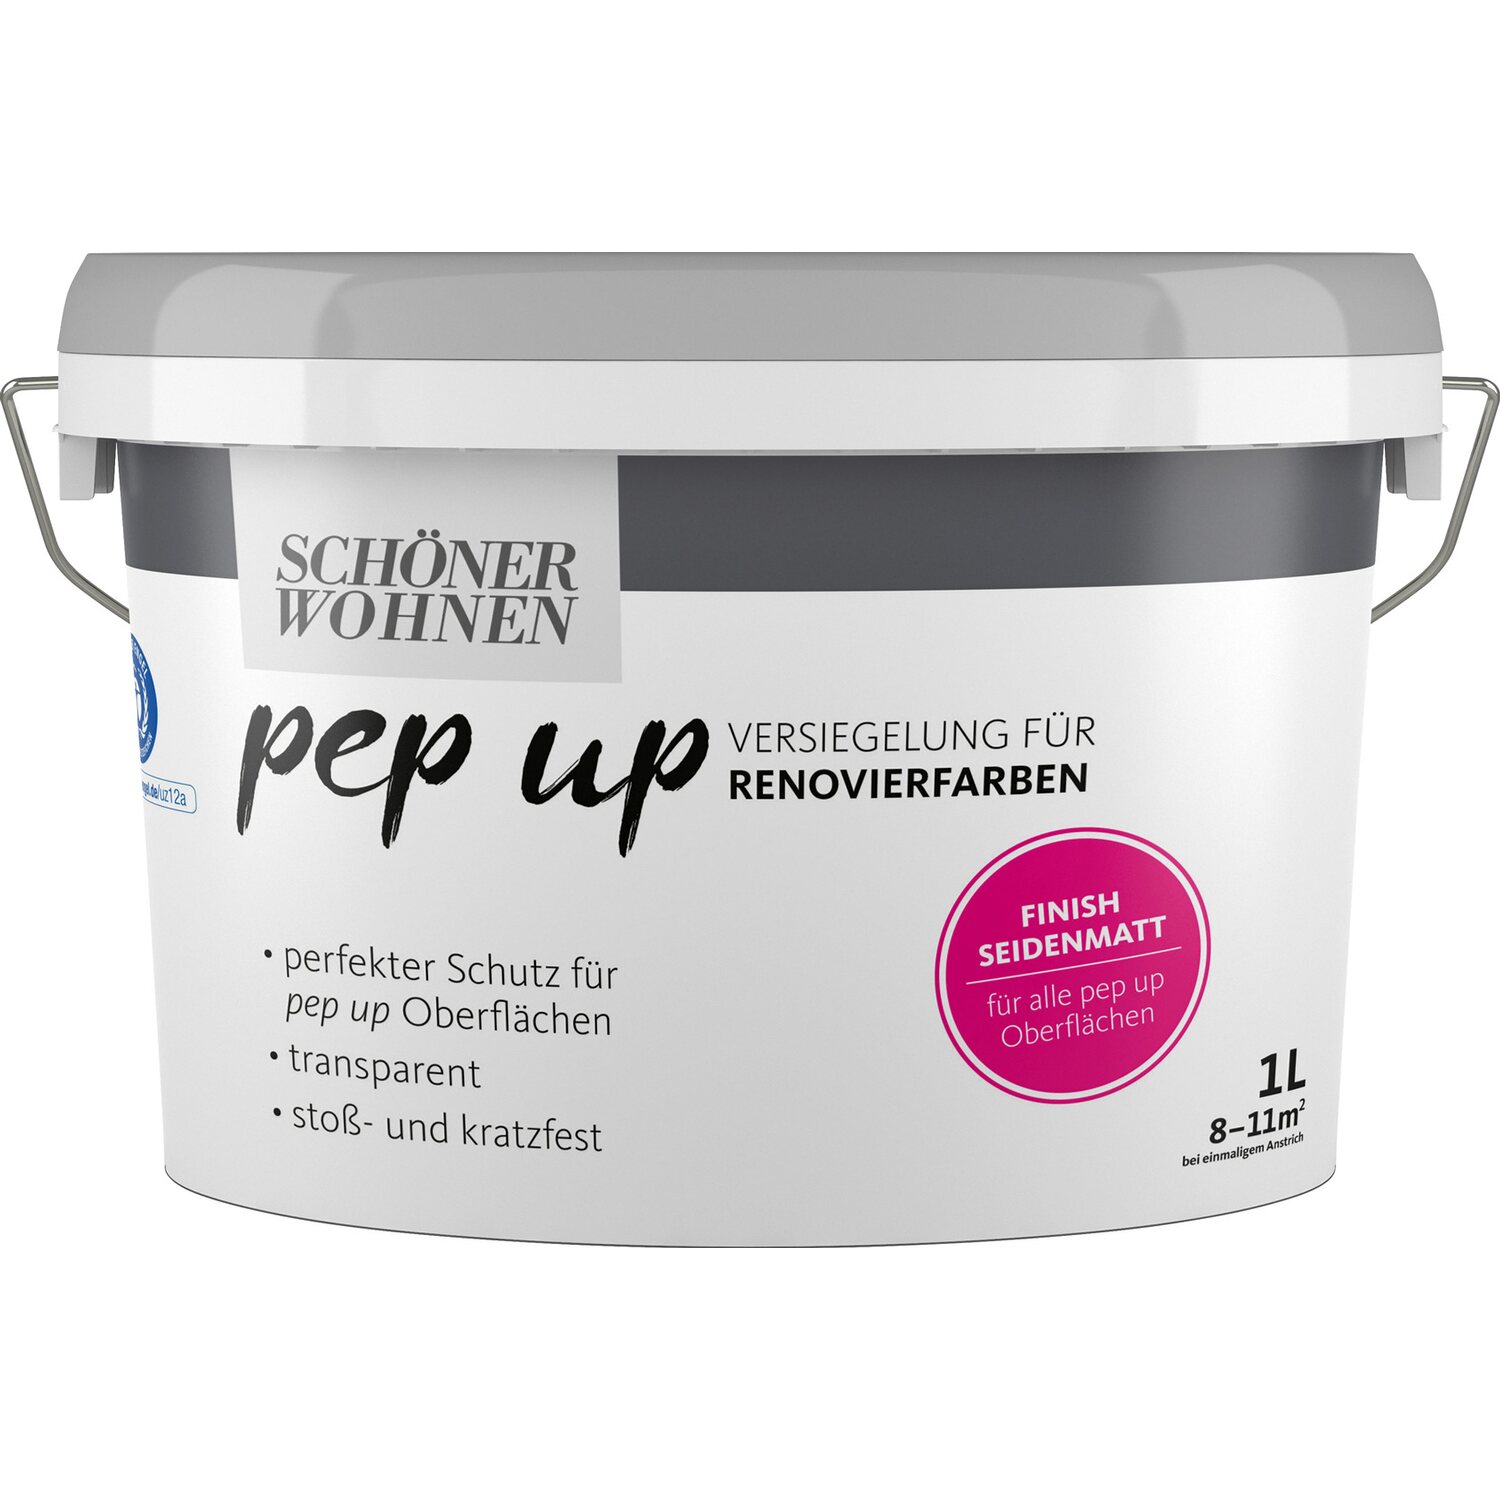 SCHÖNER
WOHNEN
pep up
VERSIEGELUNG FÜR
RENOVIERFARBEN
/uz12a
FINISH
SEIDENMATT
für alle pep up
Oberflächen
• perfekter Schutz für
pep up Oberflächen
• transparent
• stoß- und kratzfest
1L
8–11m²
bei einmaligem Anstrich